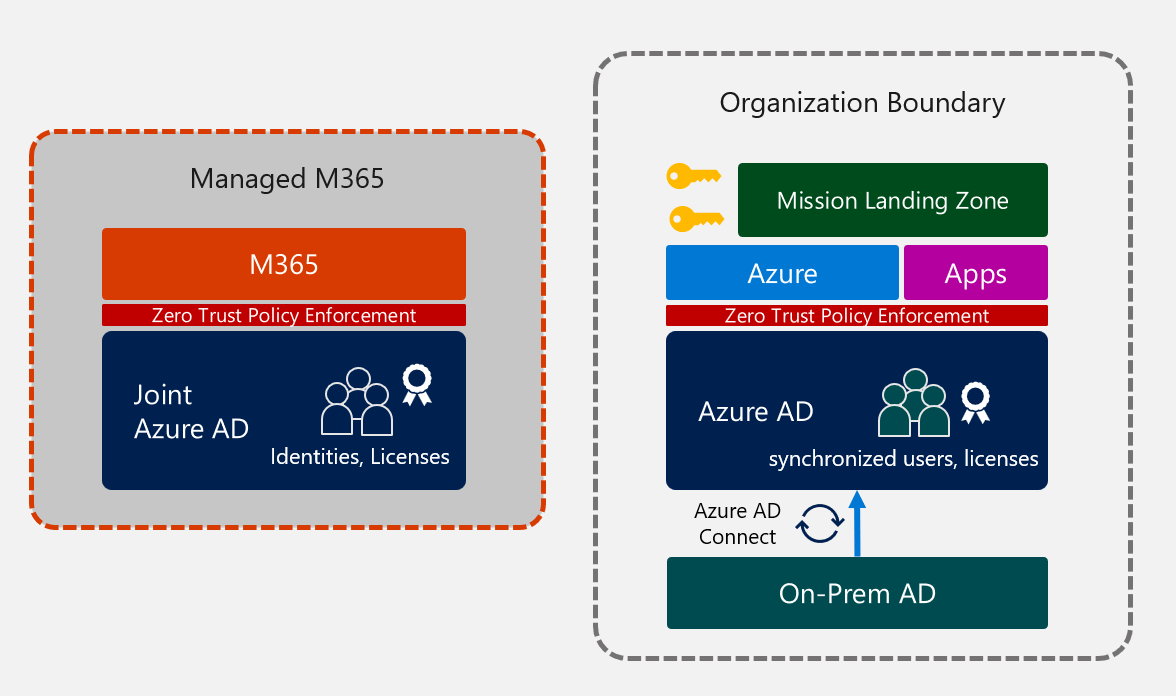 Managed M365
M365
Zero Trust Policy Enforcement
Joint
Azure AD
Identities, Licenses
Organization Boundary
Mission Landing Zone
Azure
Apps
Zero Trust Policy Enforcement
Azure AD
synchronized users, licenses
Azure AD
Connect
On-Prem AD